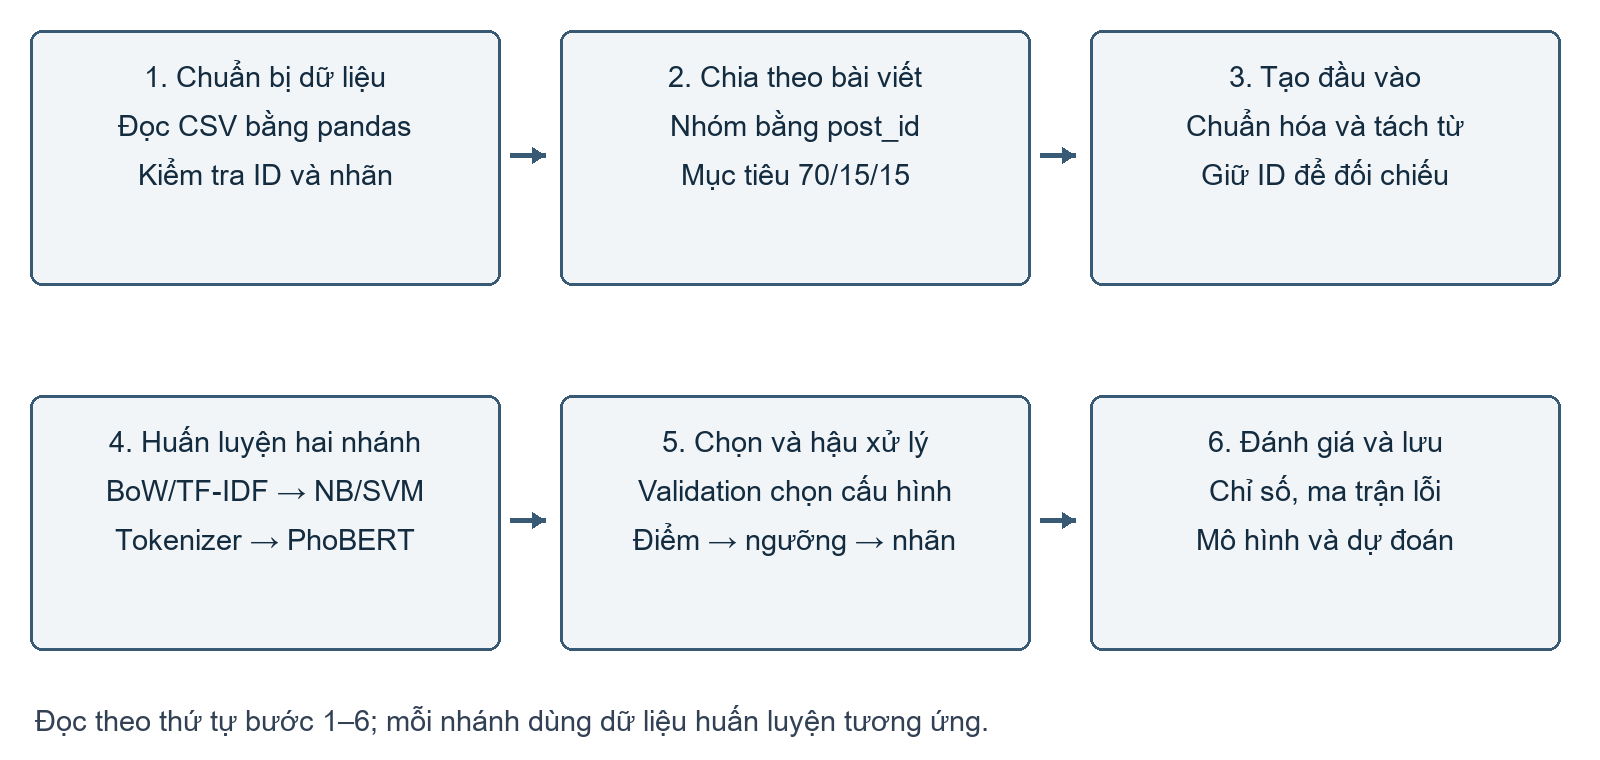 1. Chuẩn bị dữ liệu
Đọc CSV bằng pandas
Kiểm tra ID và nhãn
2. Chia theo bài viết
Nhóm bằng post_id
Mục tiêu 70/15/15
3. Tạo đầu vào
Chuẩn hóa và tách từ
Giữ ID để đối chiếu
4. Huấn luyện hai nhánh
BoW/TF-IDF → NB/SVM
Tokenizer → PhoBERT
5. Chọn và hậu xử lý
Validation chọn cấu hình
Điểm → ngưỡng → nhãn
6. Đánh giá và lưu
Chỉ số, ma trận lỗi
Mô hình và dự đoán
Đọc theo thứ tự bước 1–6; mỗi nhánh dùng dữ liệu huấn luyện tương ứng.